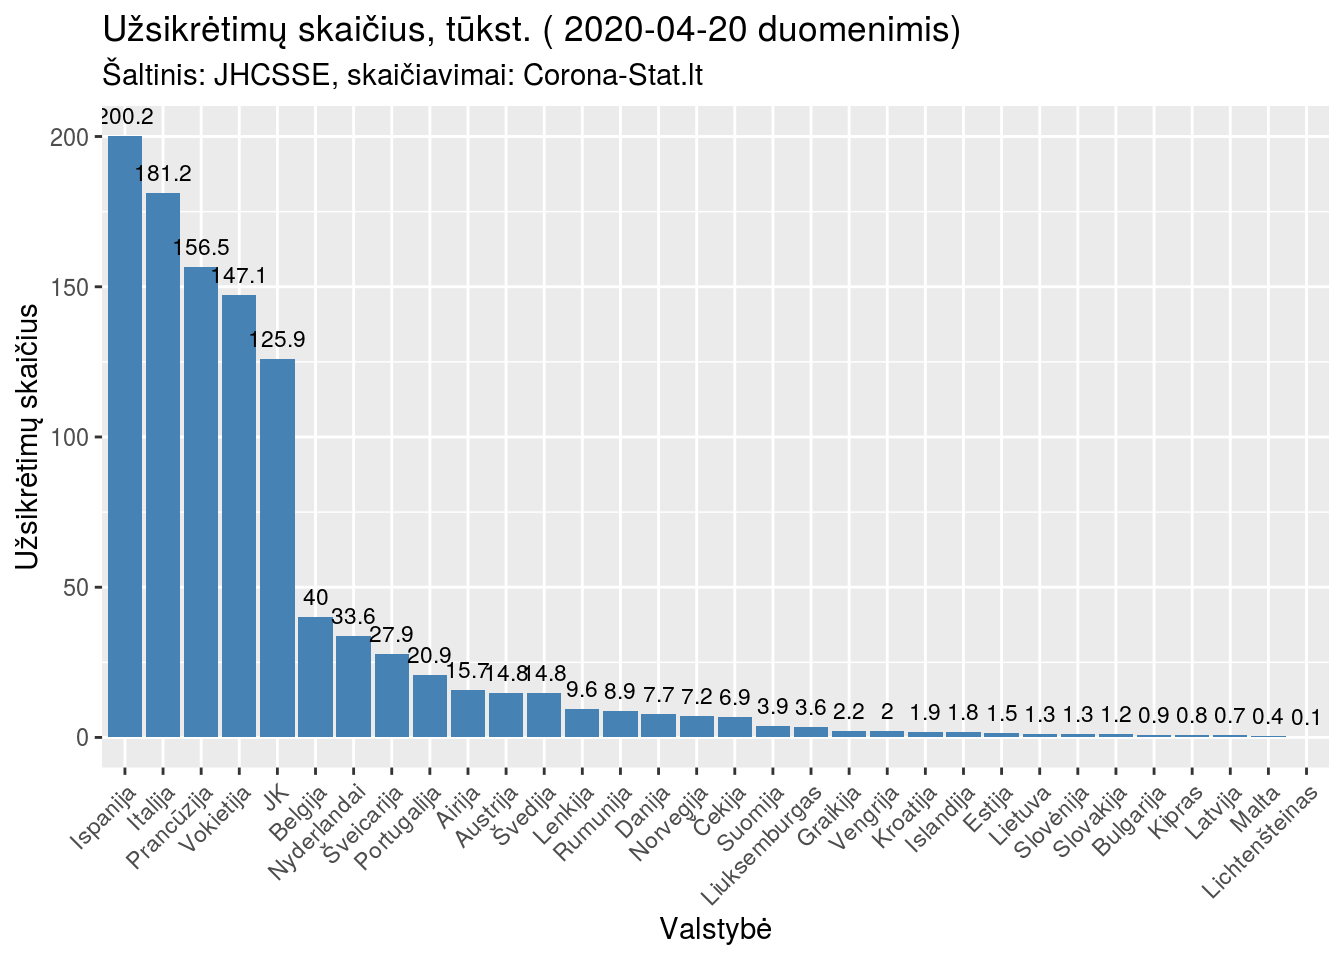 Užsikrėtimų skaičius, tūkst. ( 2020-04-20 duomenimis)
Šaltinis: JHCSSE, skaičiavimai: Corona-Stat.lt
Užsikrėtimų skaičius
200
150
100
50
0
200.2
181.2
156.5
147.1
125.9
40
33.6
27.9
20.9
15.7
14.8
14.8
9.6
8.9
7.7
7.2
6.9
3.9
3.6
2.2
2
1.9
1.8
1.5
1.3
1.3
1.2
0.9
0.8
0.7
0.4
0.1
Ispanija
Italija
Prancūzija
Vokietija
JK
Belgija
Nyderlandai
Šveicarija
Portugalija
Airija
Austrija
Švedija
Lenkija
Rumunija
Danija
Norvegija
Čekija
Suomija
Liuksemburgas
Graikija
Vengrija
Kroatija
Islandija
Estija
Lietuva
Slovėnija
Slovakija
Bulgarija
Kipras
Latvija
Malta
Lichtenšteinas
Valstybė